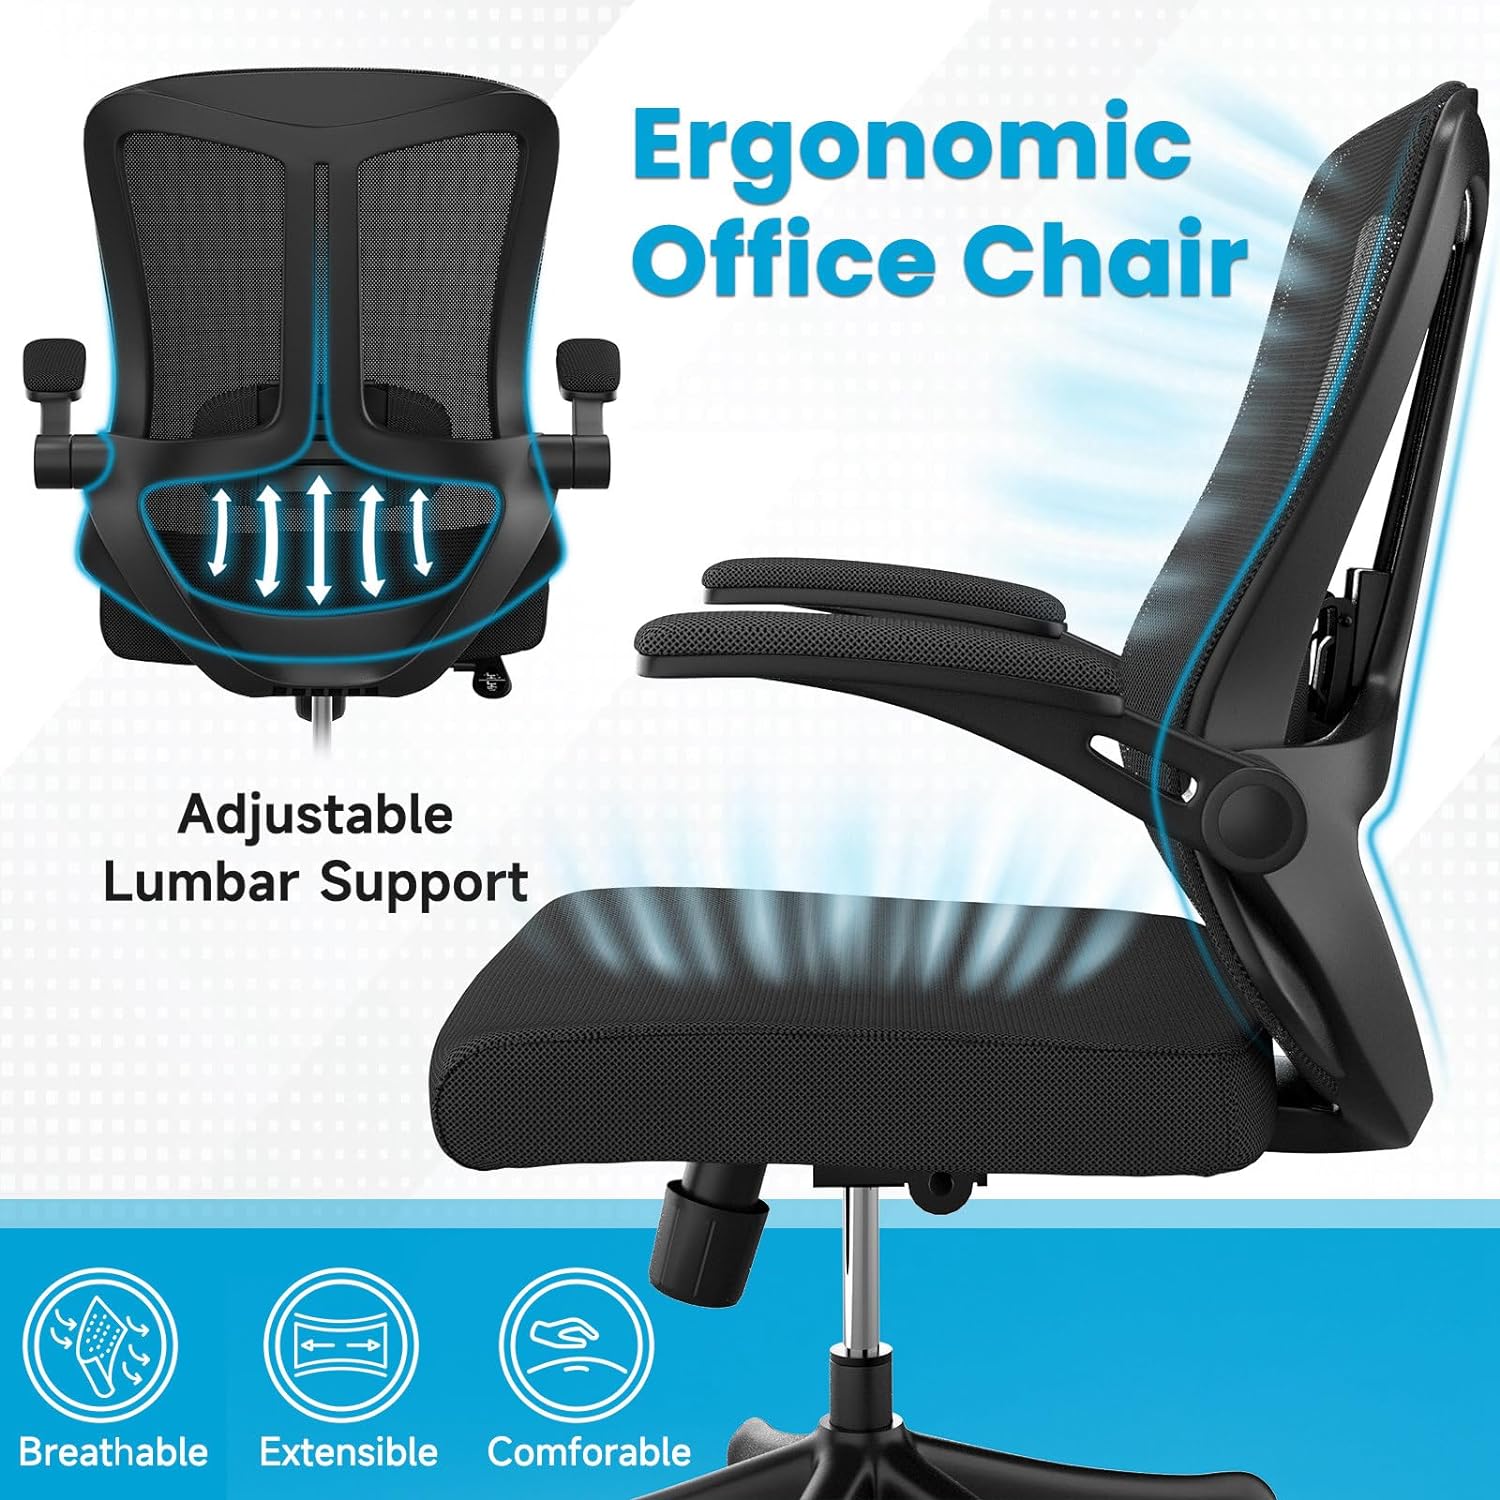 Ergonomic
Office Chair
Adjustable
Lumbar Support
Breathable
Extensible
Comforable